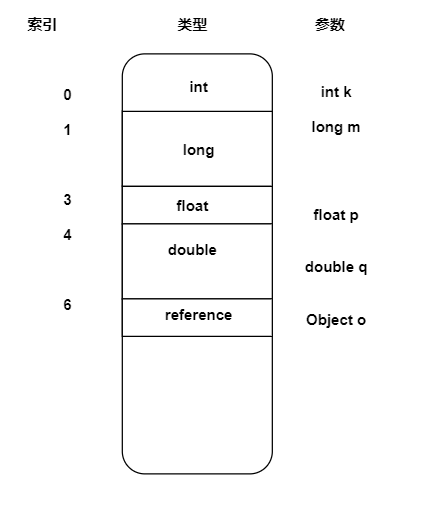 索引 类型 参数
0 int int k
1 long long m
3 float float p
4 double double q
6 reference Object o